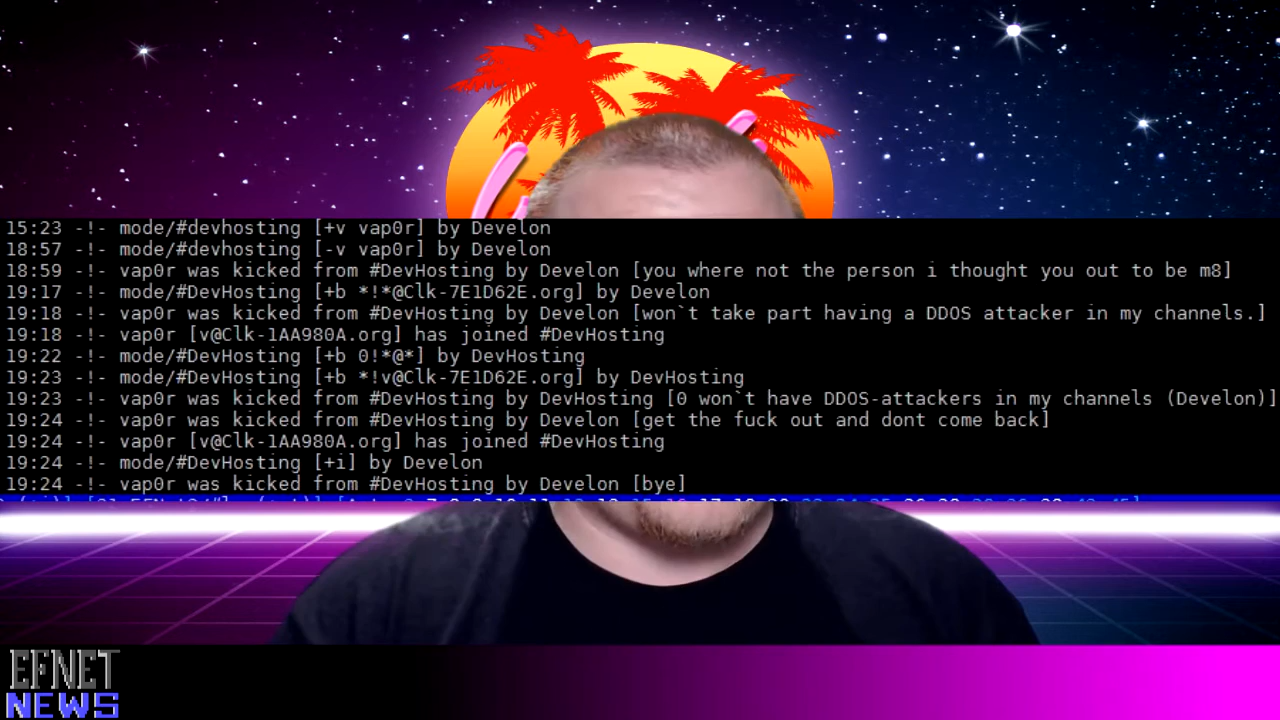 15:23 -!- mode/#devhosting [+v vap0r] by Develon
18:57 -!- mode/#devhosting [-v vap0r] by Develon
18:59 -!- vap0r was kicked from #DevHosting by Develon [you where not the person i thought you out to be m8]
19:17 -!- mode/#DevHosting [+b *!*@Clk-7E1D62E.org] by Develon
19:18 -!- vap0r was kicked from #DevHosting by Develon [won`t take part having a DDOS attacker in my channels.]
19:18 -!- vap0r [v@Clk-1AA980A.org] has joined #DevHosting
19:22 -!- mode/#DevHosting [+b 0!*@*] by DevHosting
19:23 -!- mode/#DevHosting [+b *!v@Clk-7E1D62E.org] by DevHosting
19:23 -!- vap0r was kicked from #DevHosting by DevHosting [0 won`t have DDOS-attackers in my channels (Develon)]
19:24 -!- vap0r was kicked from #DevHosting by Develon [get the fuck out and dont come back]
19:24 -!- vap0r [v@Clk-1AA980A.org] has joined #DevHosting
19:24 -!- mode/#DevHosting [+i] by Develon
19:24 -!- vap0r was kicked from #DevHosting by Develon [bye]
EFNET
NEWS